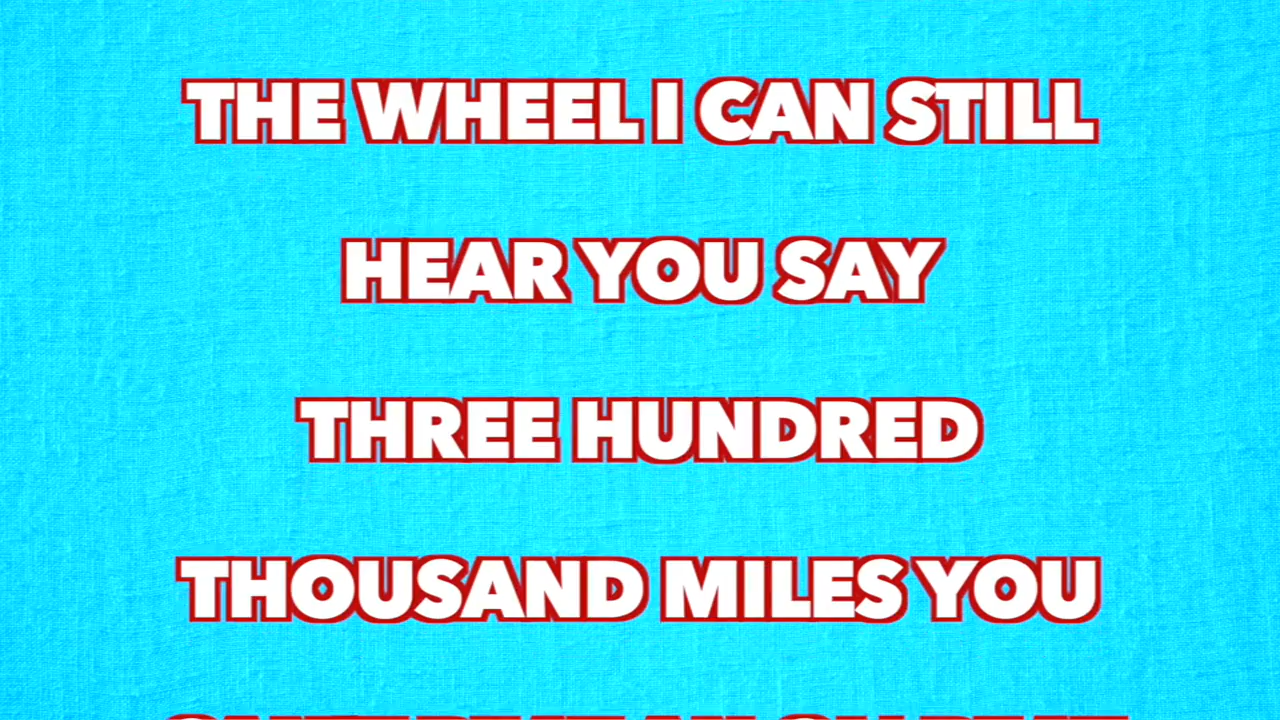 THE WHEEL I CAN STILL
HEAR YOU SAY
THREE HUNDRED
THOUSAND MILES YOU